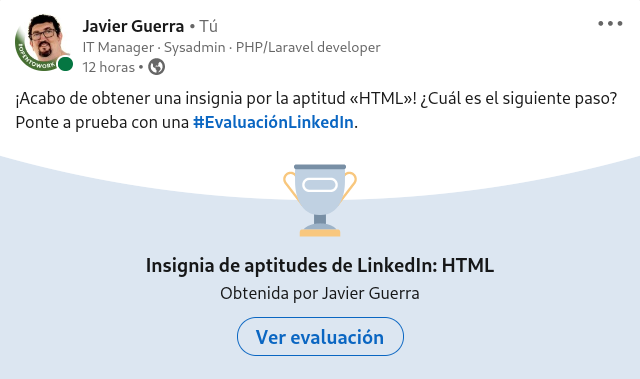 Javier Guerra • Tú
IT Manager · Sysadmin · PHP/Laravel developer
12 horas •
#OPENTOWORK
¡Acabo de obtener una insignia por la aptitud «HTML»! ¿Cuál es el siguiente paso?
Ponte a prueba con una #EvaluaciónLinkedIn.
Insignia de aptitudes de LinkedIn: HTML
Obtenida por Javier Guerra
Ver evaluación